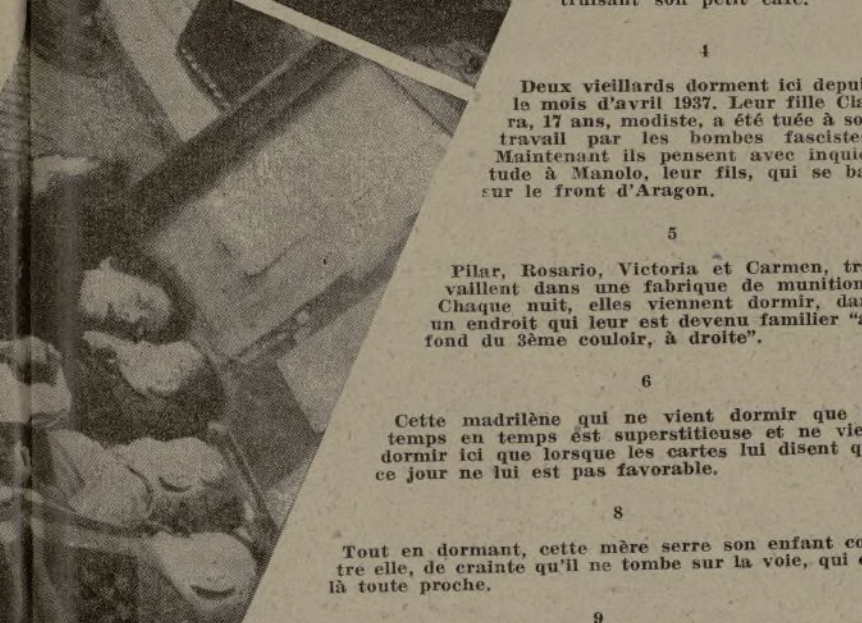 son petit café.
4
Deux vieillards dorment ici depui
le mois d'avril 1937. Leur fille Cla
ra, 17 ans, modiste, a été tuée à so
travail par les bombes fasciste
Maintenant ils pensent avec inquié
tude à Manolo, leur fils, qui se ba
sur le front d'Aragon.
5
Pilar, Rosario, Victoria et Carmen, tr
vaillent dans une fabrique de munition
Chaque nuit, elles viennent dormir, da
un endroit qui leur est devenu familier "a
fond du 3ème couloir, à droite".
6
Cette madrilène qui ne vient dormir que
temps en temps est superstitieuse et ne vie
dormir ici que lorsque les cartes lui disent q
ce jour ne lui est pas favorable.
8
Tout en dormant, cette mère serre son enfant co
tre elle, de crainte qu'il ne tombe sur la voie, qui e
là toute proche.
9